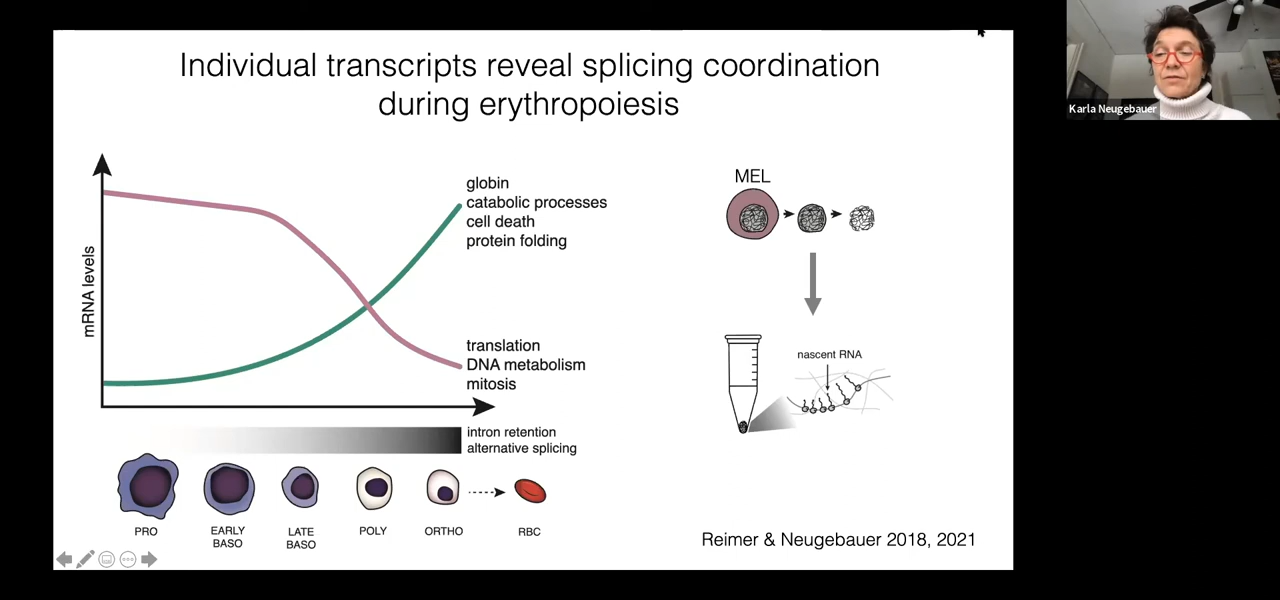 Individual transcripts reveal splicing coordination
during erythropoiesis
Karla Neugebauer
mRNA levels
globin
catabolic processes
cell death
protein folding
translation
DNA metabolism
mitosis
intron retention
alternative splicing
PRO
EARLY
BASO
LATE
BASO
POLY
ORTHO
RBC
MEL
nascent RNA
Reimer & Neugebauer 2018, 2021